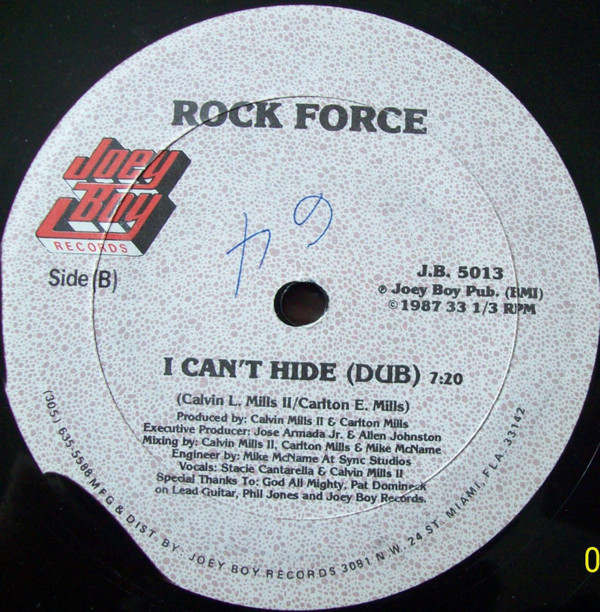 ROCK FORCE
Joey
Boy
RECORDS
Side (B)
J.B. 5013
℗ Joey Boy Pub. (BMI)
© 1987 33 1/3 RPM
I CAN'T HIDE (DUB) 7:20
(Calvin L. Mills II/Carlton E. Mills)
Produced by: Calvin Mills II & Carlton Mills
Executive Producer: Jose Armada Jr. & Allen Johnston
Mixing by: Calvin Mills II, Carlton Mills & Mike McName
Engineer by: Mike McName At Sync Studios
Vocals: Stacie Cantarella & Calvin Mills II
Special Thanks To: God All Mighty, Pat Domineck
on Lead Guitar, Phil Jones and Joey Boy Records.
(305) 635-5588 MFG & DIST BY JOEY BOY RECORDS 3081 N.W. 24 ST. MIAMI, FLA. 33142
0